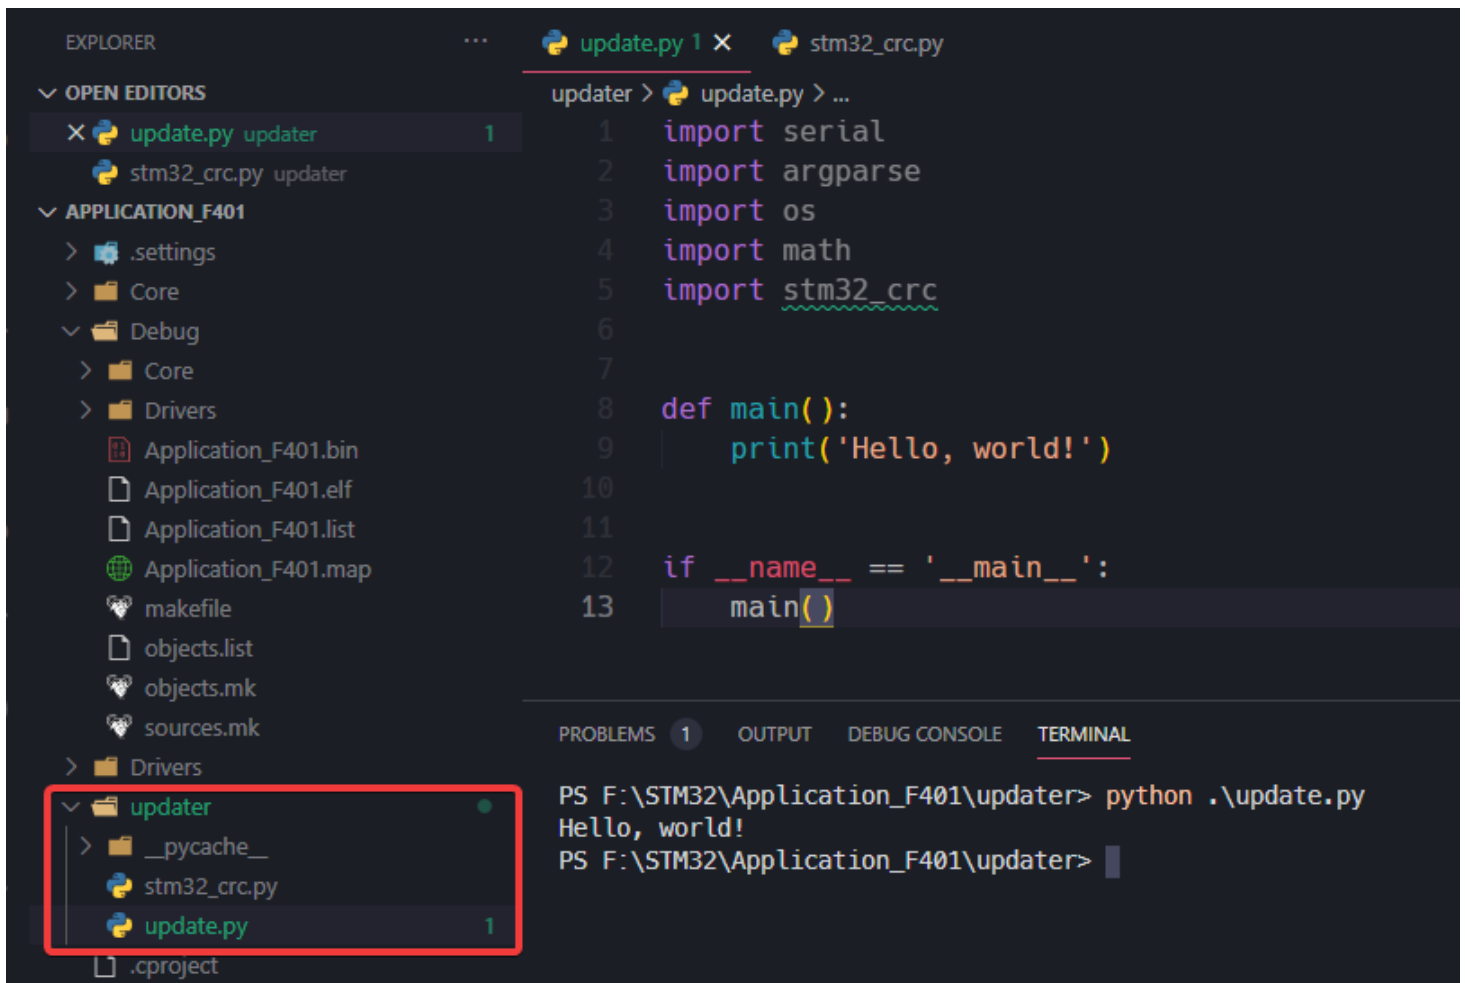 EXPLORER
OPEN EDITORS
update.py updater 1
stm32_crc.py updater
APPLICATION_F401
.settings
Core
Debug
Core
Drivers
Application_F401.bin
Application_F401.elf
Application_F401.list
Application_F401.map
makefile
objects.list
objects.mk
sources.mk
Drivers
updater
__pycache__
stm32_crc.py
update.py 1
.cproject
update.py 1 stm32_crc.py
updater > update.py > ...
1 import serial
2 import argparse
3 import os
4 import math
5 import stm32_crc
6
7
8 def main():
9 print('Hello, world!')
10
11
12 if __name__ == '__main__':
13 main()
PROBLEMS 1 OUTPUT DEBUG CONSOLE TERMINAL
PS F:\STM32\Application_F401\updater> python .\update.py
Hello, world!
PS F:\STM32\Application_F401\updater>